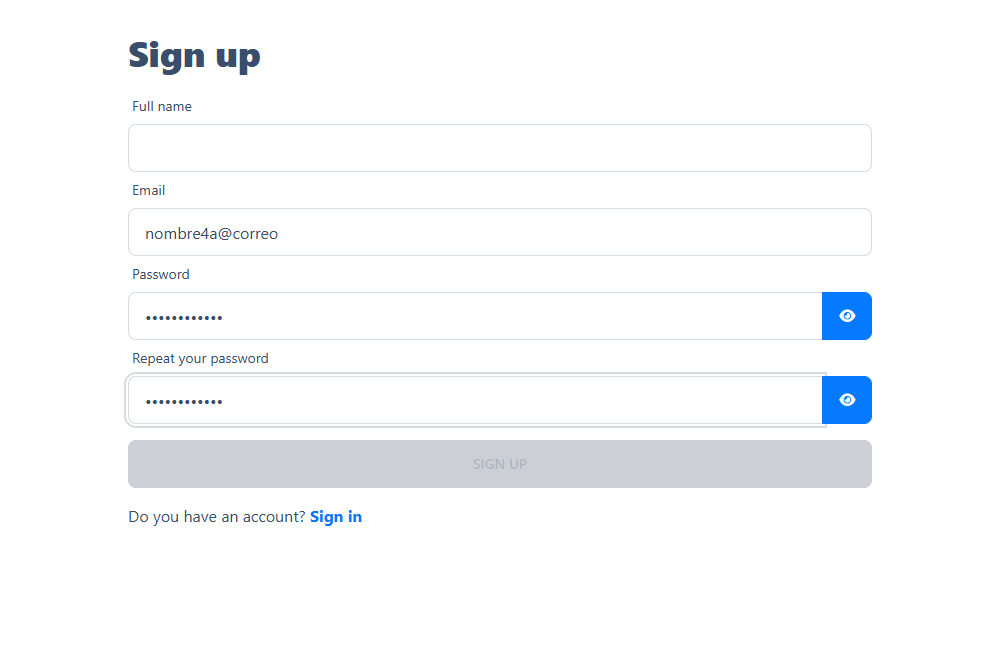 Sign up
Full name
Email
nombre4a@correo
Password
••••••••••••
Repeat your password
••••••••••••
SIGN UP
Do you have an account? Sign in